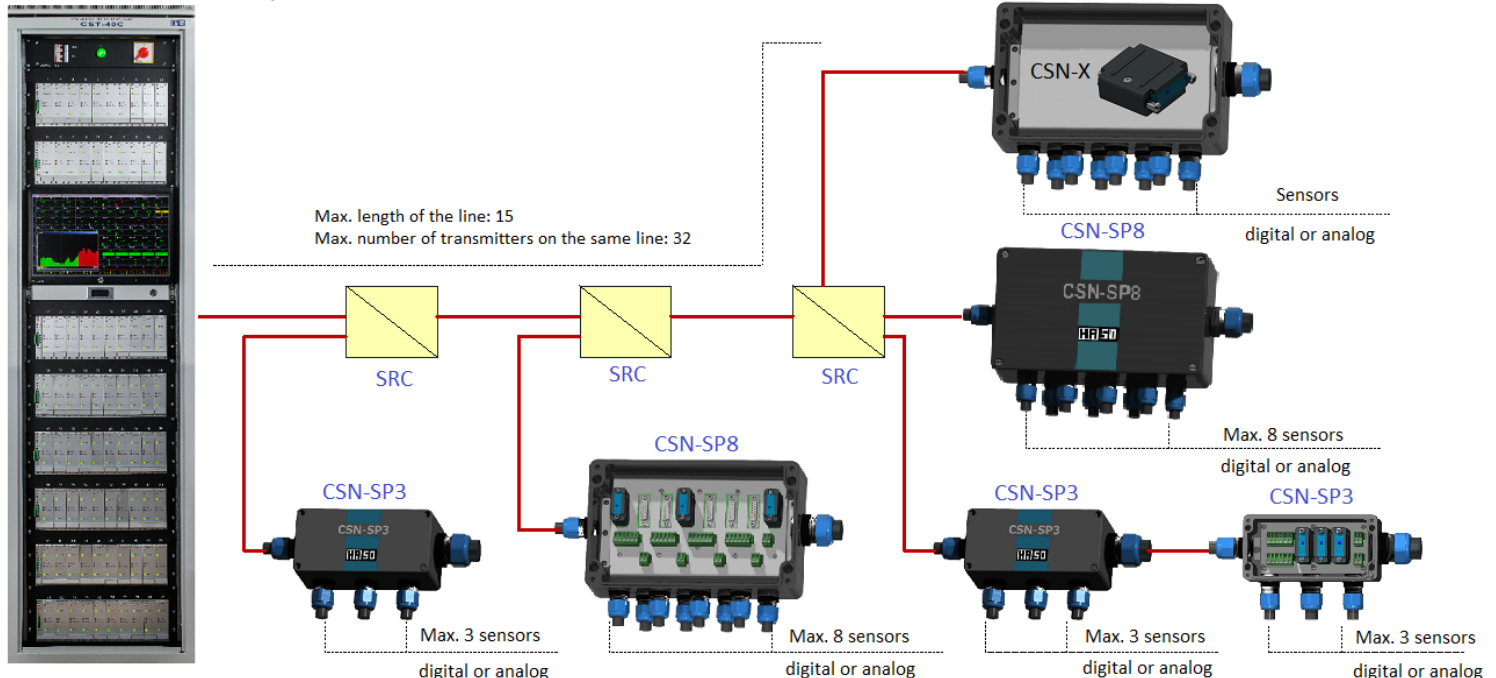 CST-40C
CSN-X
Sensors
digital or analog
Max. length of the line: 15
Max. number of transmitters on the same line: 32
CSN-SP8
CSN-SP8
HASO
SRC
SRC
SRC
Max. 8 sensors
digital or analog
CSN-SP3
CSN-SP3
HASO
Max. 3 sensors
digital or analog
CSN-SP8
Max. 8 sensors
digital or analog
CSN-SP3
CSN-SP3
HASO
Max. 3 sensors
digital or analog
CSN-SP3
Max. 3 sensors
digital or analog